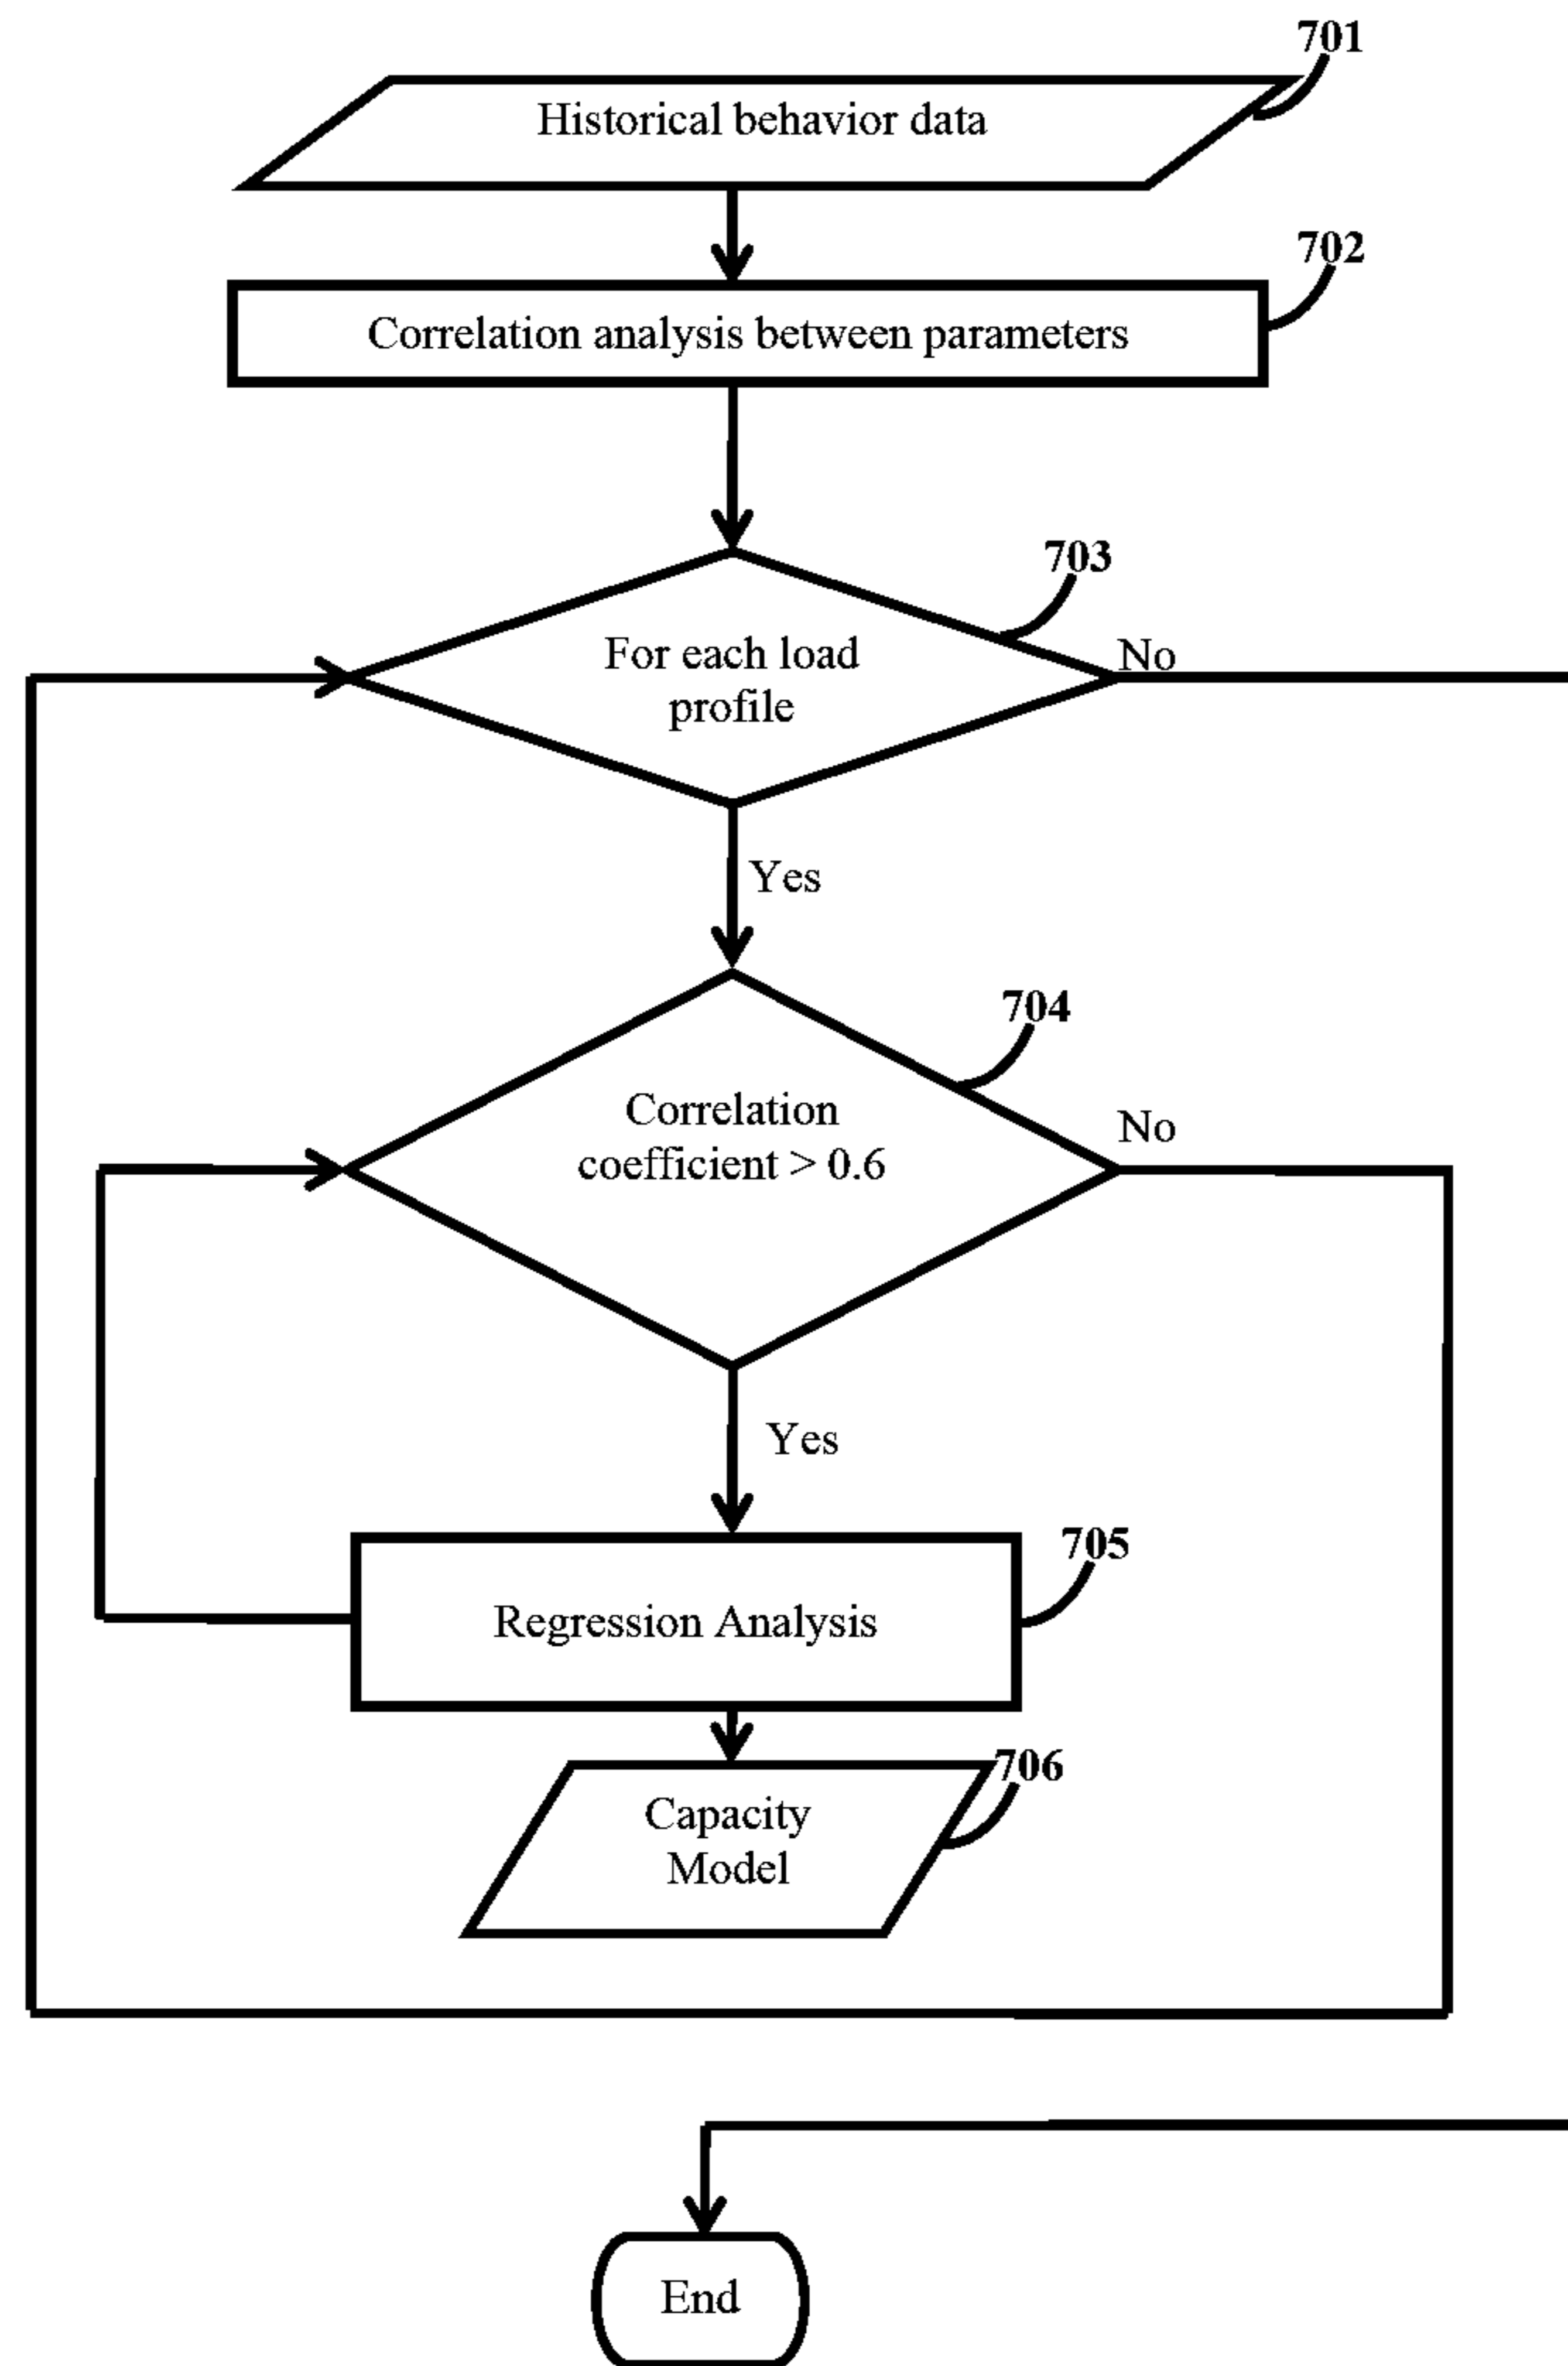 701
Historical behavior data
702
Correlation analysis between parameters
703
For each load
profile
No
Yes
704
Correlation
coefficient > 0.6
No
Yes
705
Regression Analysis
706
Capacity
Model
End